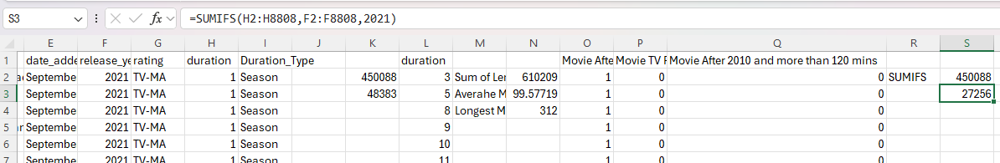 S3 fx =SUMIFS(H2:H8808,F2:F8808,2021)
E F G H I J K L M N O P Q R S
1 date_adde release_ye rating duration Duration_Type duration Movie Afte Movie TV F Movie After 2010 and more than 120 mins
2 Septembe 2021 TV-MA 1 Season 450088 3 Sum of Ler 610209 1 0 0 SUMIFS 450088
3 Septembe 2021 TV-MA 1 Season 48383 5 Averahe M 99.57719 1 0 0 27256
4 Septembe 2021 TV-MA 1 Season 8 Longest M 312 1 0 0
5 Septembe 2021 TV-MA 1 Season 9 1 0 0
6 Septembe 2021 TV-MA 1 Season 10 1 0 0
7 Septembe 2021 TV-MA 1 Season 11 1 0 0